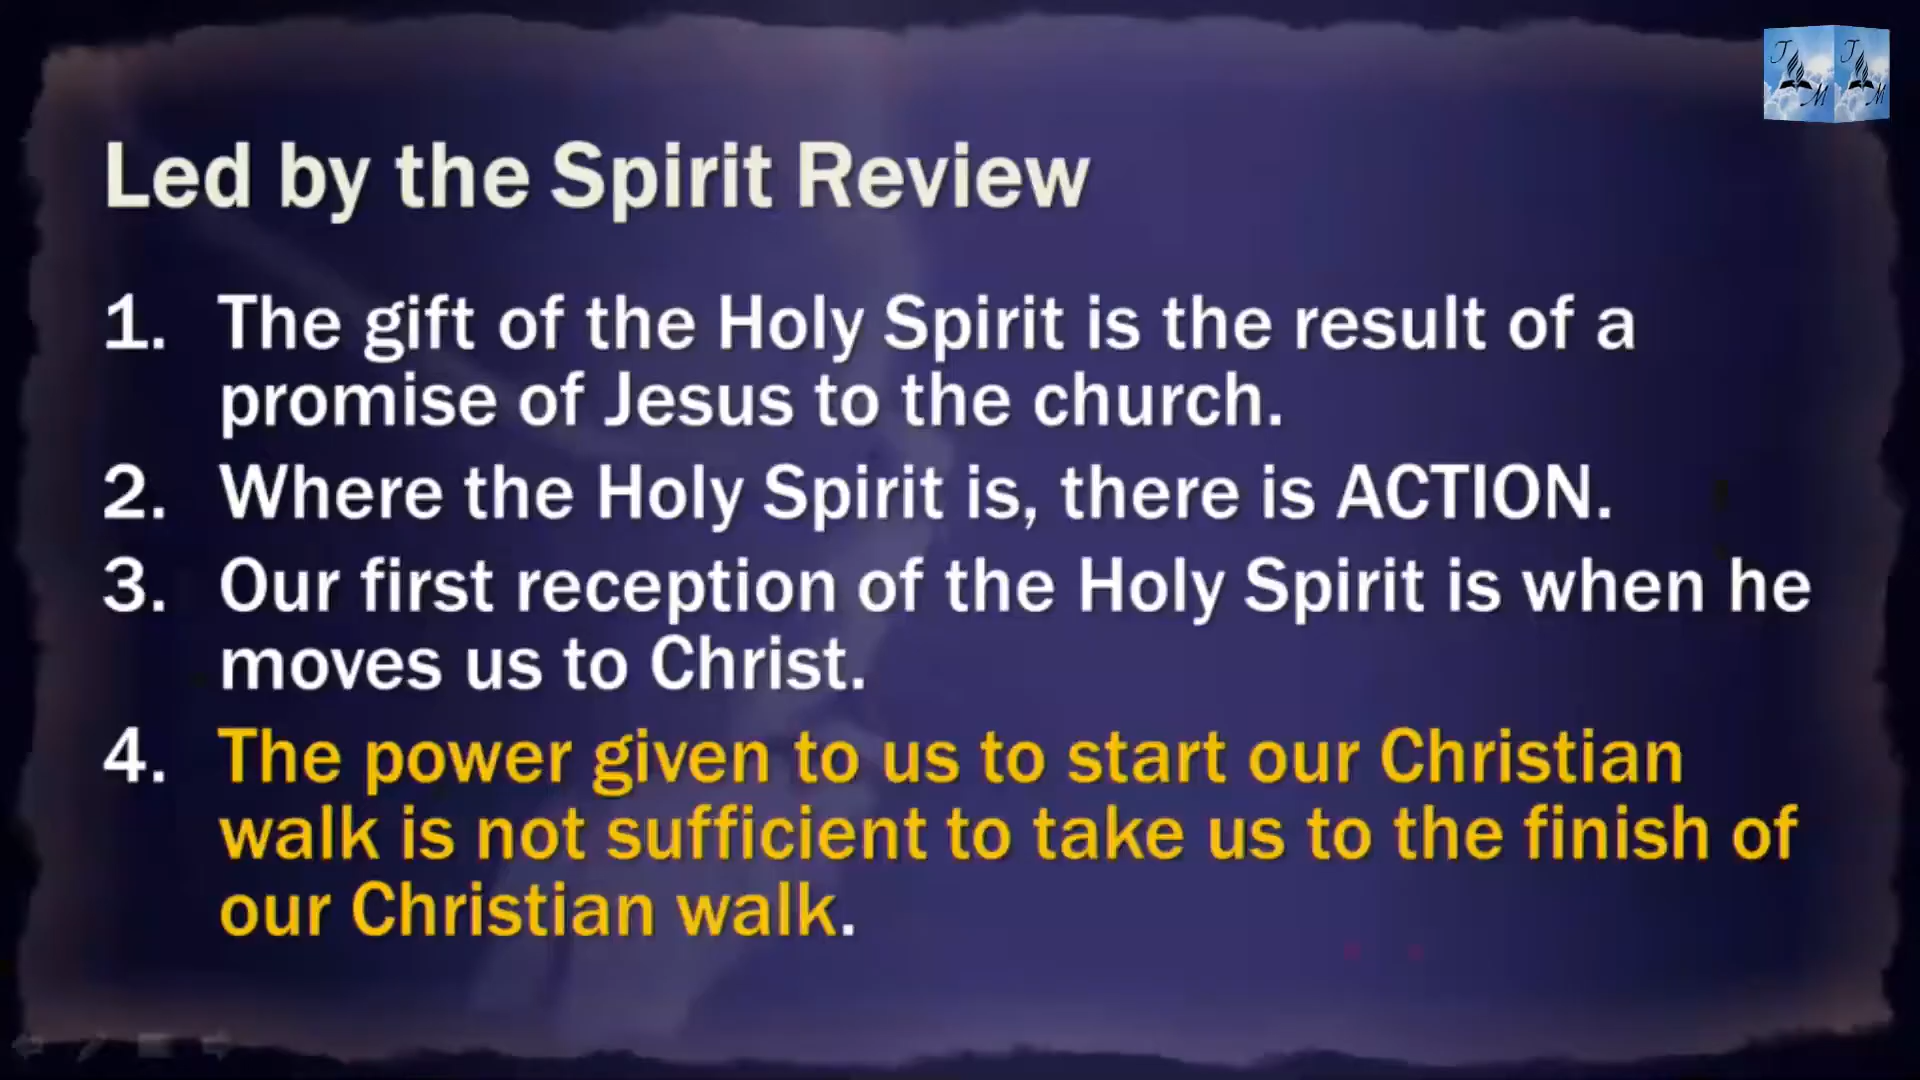 Led by the Spirit Review
1. The gift of the Holy Spirit is the result of a
promise of Jesus to the church.
2. Where the Holy Spirit is, there is ACTION.
3. Our first reception of the Holy Spirit is when he
moves us to Christ.
4. The power given to us to start our Christian
walk is not sufficient to take us to the finish of
our Christian walk.
J M J M